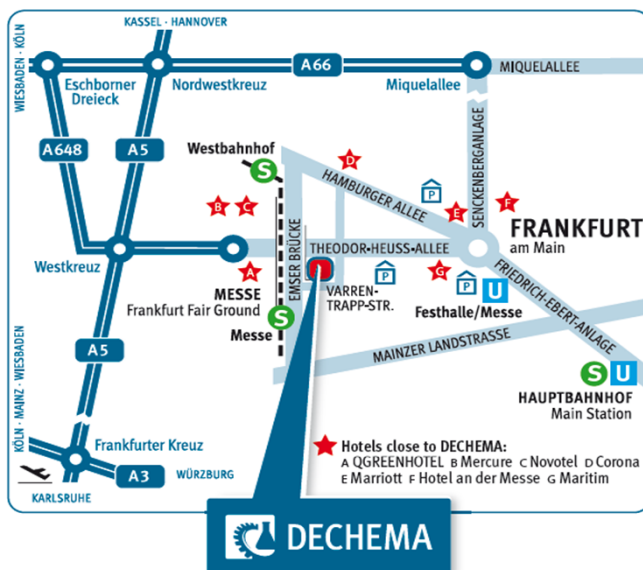 KASSEL · HANNOVER
WIESBADEN · KÖLN
A66
MIQUELALLEE
Eschborner
Dreieck
Nordwestkreuz
Miquelallee
A648
A5
Westbahnhof
S
D
HAMBURGER ALLEE
SENCKENBERGANLAGE
P
B
C
E
F
FRANKFURT
am Main
THEODOR-HEUSS-ALLEE
Westkreuz
A
EMSER BRÜCKE
P
G
P
U
MESSE
Frankfurt Fair Ground
VARREN-
TRAPP-STR.
Festhalle/Messe
FRIEDRICH-EBERT-ANLAGE
S
Messe
A5
MAINZER LANDSTRASSE
S
U
HAUPTBAHNHOF
Main Station
KÖLN · MAINZ · WIESBADEN
Frankfurter Kreuz
A3
WÜRZBURG
KARLSRUHE
Hotels close to DECHEMA:
A QGREENHOTEL B Mercure C Novotel D Corona
E Marriott F Hotel an der Messe G Maritim
DECHEMA